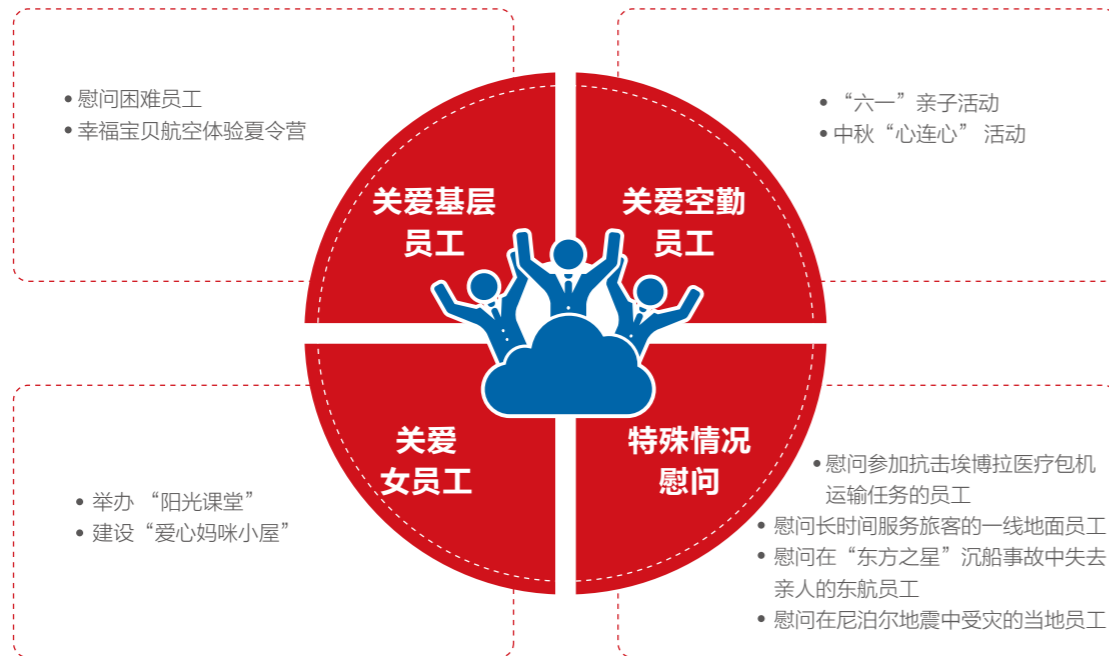 • 慰问困难员工
• 幸福宝贝航空体验夏令营
关爱基层
员工
• “六一”亲子活动
• 中秋“心连心” 活动
关爱空勤
员工
关爱
女员工
• 举办 “阳光课堂”
• 建设“爱心妈咪小屋”
特殊情况
慰问
• 慰问参加抗击埃博拉医疗包机
运输任务的员工
• 慰问长时间服务旅客的一线地面员工
• 慰问在“东方之星”沉船事故中失去
亲人的东航员工
• 慰问在尼泊尔地震中受灾的当地员工